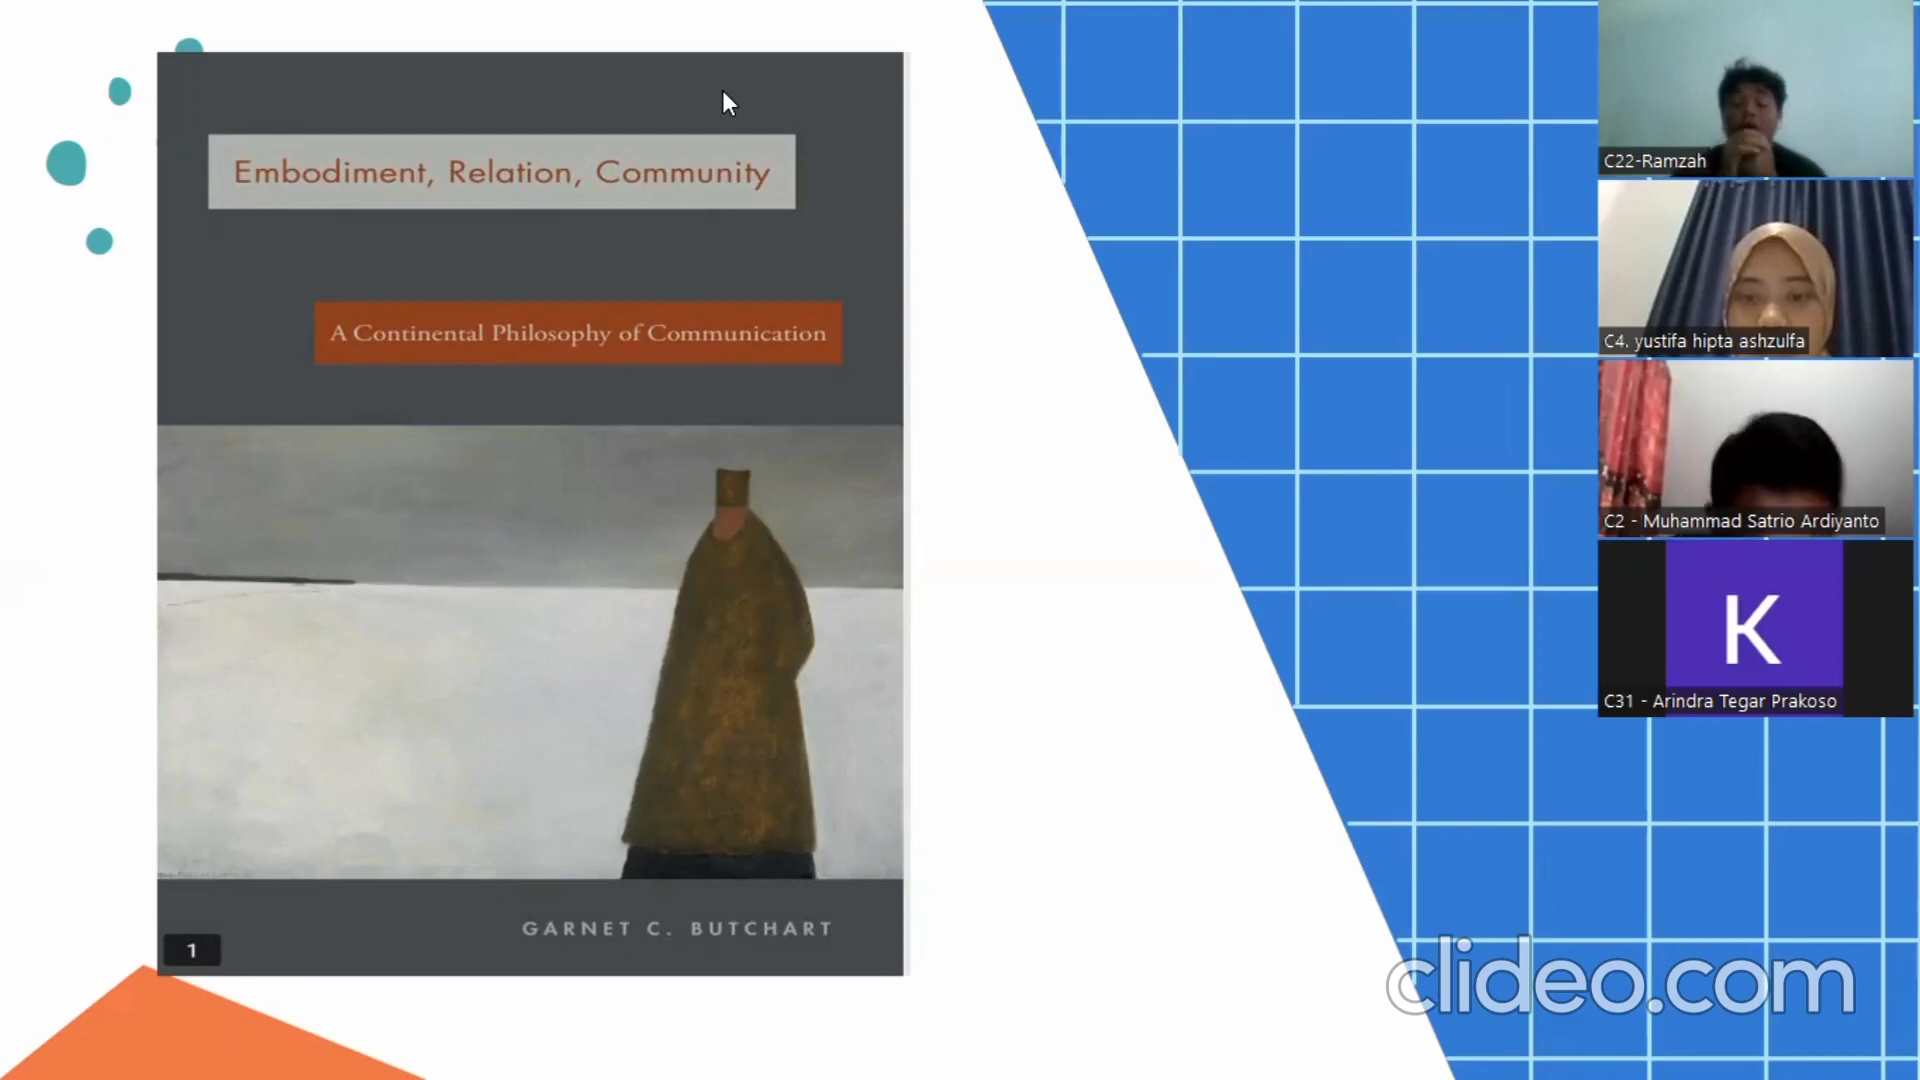 Embodiment, Relation, Community
A Continental Philosophy of Communication
GARNET C. BUTCHART
1
C22-Ramzah
C4. yustifa hipta ashzulfa
C2 - Muhammad Satrio Ardiyanto
K
C31 - Arindra Tegar Prakoso
clideo.com